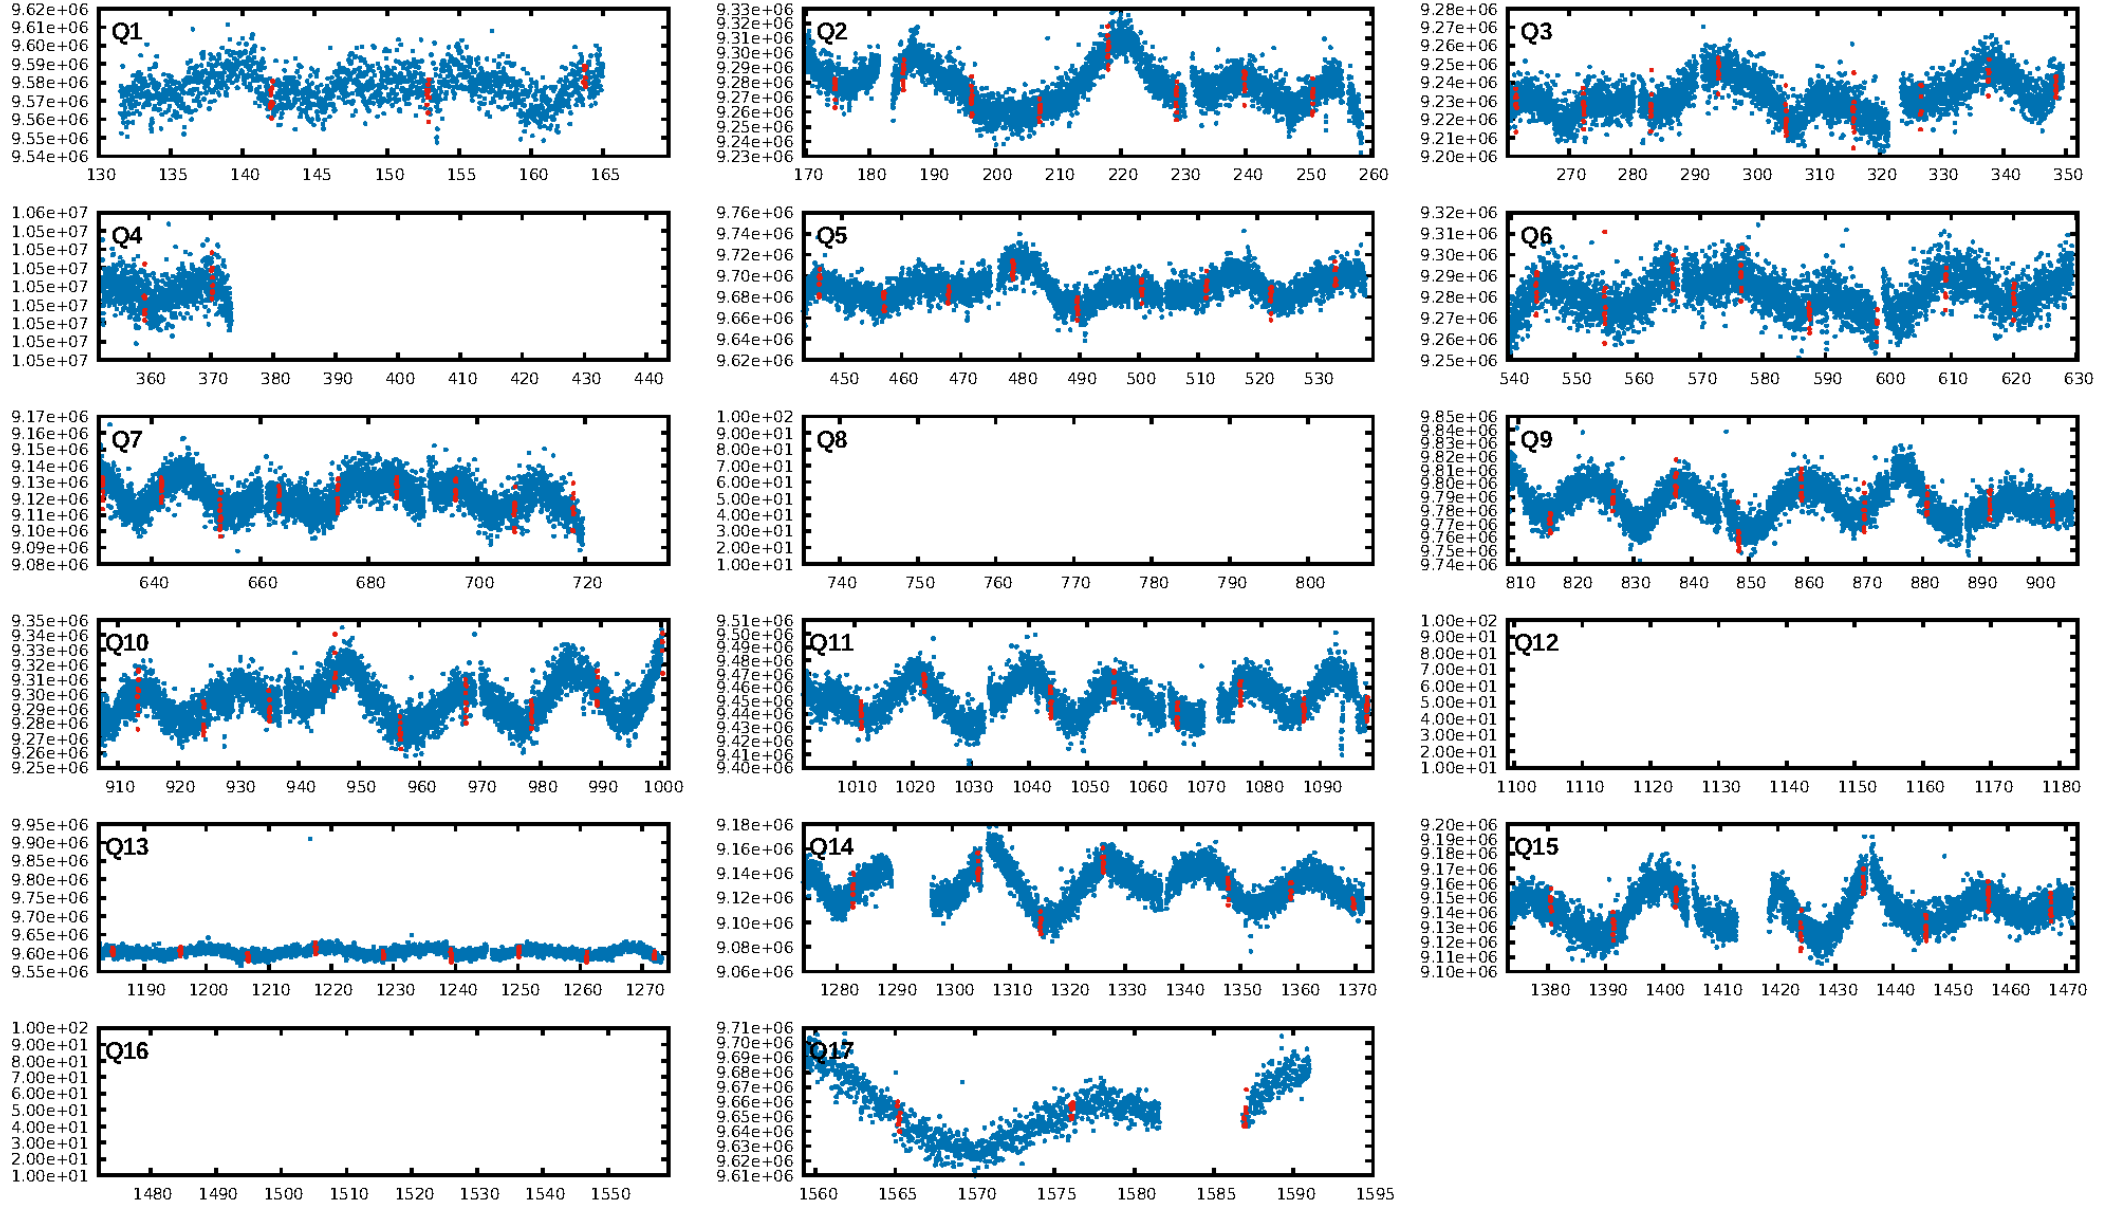 9.62e+06
9.61e+06
9.60e+06
9.59e+06
9.58e+06
9.57e+06
9.56e+06
9.55e+06
9.54e+06
Q1
130 135 140 145 150 155 160 165
9.33e+06
9.32e+06
9.31e+06
9.30e+06
9.29e+06
9.28e+06
9.27e+06
9.26e+06
9.25e+06
9.24e+06
9.23e+06
Q2
170 180 190 200 210 220 230 240 250 260
9.28e+06
9.27e+06
9.26e+06
9.25e+06
9.24e+06
9.23e+06
9.22e+06
9.21e+06
9.20e+06
Q3
270 280 290 300 310 320 330 340 350
1.06e+07
1.05e+07
1.05e+07
1.05e+07
1.05e+07
1.05e+07
1.05e+07
1.05e+07
1.05e+07
Q4
360 370 380 390 400 410 420 430 440
9.76e+06
9.74e+06
9.72e+06
9.70e+06
9.68e+06
9.66e+06
9.64e+06
9.62e+06
Q5
450 460 470 480 490 500 510 520 530
9.32e+06
9.31e+06
9.30e+06
9.29e+06
9.28e+06
9.27e+06
9.26e+06
9.25e+06
Q6
540 550 560 570 580 590 600 610 620 630
9.17e+06
9.16e+06
9.15e+06
9.14e+06
9.13e+06
9.12e+06
9.11e+06
9.10e+06
9.09e+06
9.08e+06
Q7
640 660 680 700 720
1.00e+02
9.00e+01
8.00e+01
7.00e+01
6.00e+01
5.00e+01
4.00e+01
3.00e+01
2.00e+01
1.00e+01
Q8
740 750 760 770 780 790 800
9.85e+06
9.84e+06
9.83e+06
9.82e+06
9.81e+06
9.80e+06
9.79e+06
9.78e+06
9.77e+06
9.76e+06
9.75e+06
9.74e+06
Q9
810 820 830 840 850 860 870 880 890 900
9.35e+06
9.34e+06
9.33e+06
9.32e+06
9.31e+06
9.30e+06
9.29e+06
9.28e+06
9.27e+06
9.26e+06
9.25e+06
Q10
910 920 930 940 950 960 970 980 990 1000
9.51e+06
9.50e+06
9.49e+06
9.48e+06
9.47e+06
9.46e+06
9.45e+06
9.44e+06
9.43e+06
9.42e+06
9.41e+06
9.40e+06
Q11
1010 1020 1030 1040 1050 1060 1070 1080 1090
1.00e+02
9.00e+01
8.00e+01
7.00e+01
6.00e+01
5.00e+01
4.00e+01
3.00e+01
2.00e+01
1.00e+01
Q12
1100 1110 1120 1130 1140 1150 1160 1170 1180
9.95e+06
9.90e+06
9.85e+06
9.80e+06
9.75e+06
9.70e+06
9.65e+06
9.60e+06
9.55e+06
Q13
1190 1200 1210 1220 1230 1240 1250 1260 1270
9.18e+06
9.16e+06
9.14e+06
9.12e+06
9.10e+06
9.08e+06
9.06e+06
Q14
1280 1290 1300 1310 1320 1330 1340 1350 1360 1370
9.20e+06
9.19e+06
9.18e+06
9.17e+06
9.16e+06
9.15e+06
9.14e+06
9.13e+06
9.12e+06
9.11e+06
9.10e+06
Q15
1380 1390 1400 1410 1420 1430 1440 1450 1460 1470
1.00e+02
9.00e+01
8.00e+01
7.00e+01
6.00e+01
5.00e+01
4.00e+01
3.00e+01
2.00e+01
1.00e+01
Q16
1480 1490 1500 1510 1520 1530 1540 1550
9.71e+06
9.70e+06
9.69e+06
9.68e+06
9.67e+06
9.66e+06
9.65e+06
9.64e+06
9.63e+06
9.62e+06
9.61e+06
Q17
1560 1565 1570 1575 1580 1585 1590 1595